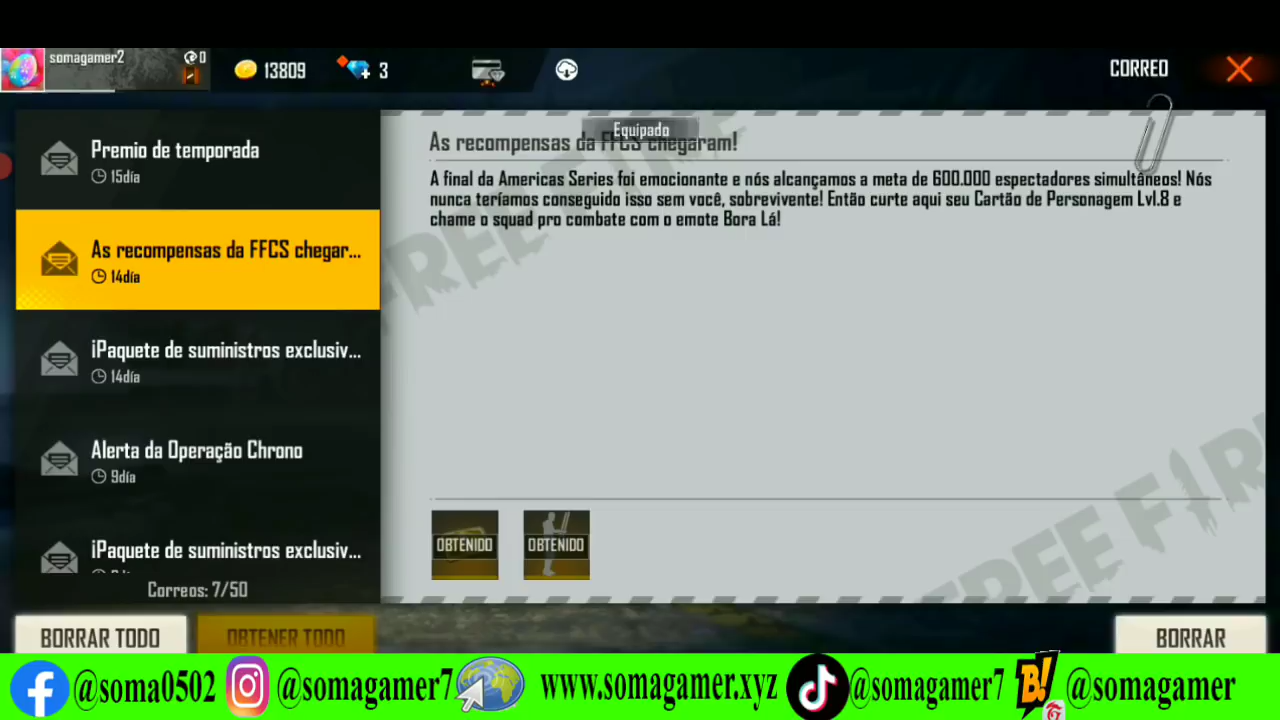 somagamer2
0
13809
3
CORREO
Premio de temporada
15día
As recompensas da FFCS chegar...
14día
¡Paquete de suministros exclusiv...
14día
Alerta da Operação Chrono
9día
¡Paquete de suministros exclusiv...
Correos: 7/50
BORRAR TODO
OBTENER TODO
Equipado
As recompensas da FFCS chegaram!
A final da Americas Series foi emocionante e nós alcançamos a meta de 600.000 espectadores simultâneos! Nós
nunca teríamos conseguido isso sem você, sobrevivente! Então curte aqui seu Cartão de Personagem Lvl.8 e
chame o squad pro combate com o emote Bora Lá!
FREE FIRE
FREE FIRE
OBTENIDO
OBTENIDO
BORRAR
@soma0502
@somagamer7
www.somagamer.xyz
@somagamer7
B!
@somagamer